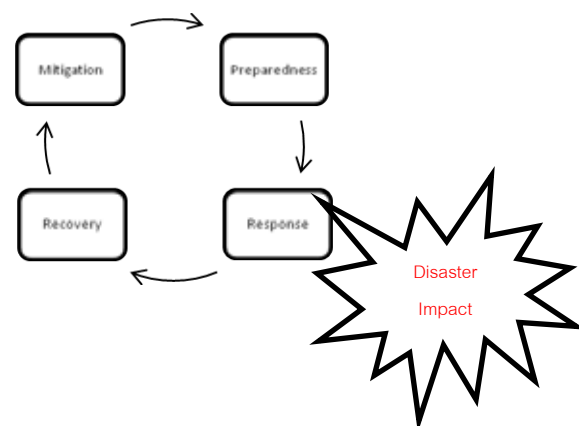 Mitigation
Preparedness
Recovery
Response
Disaster
Impact